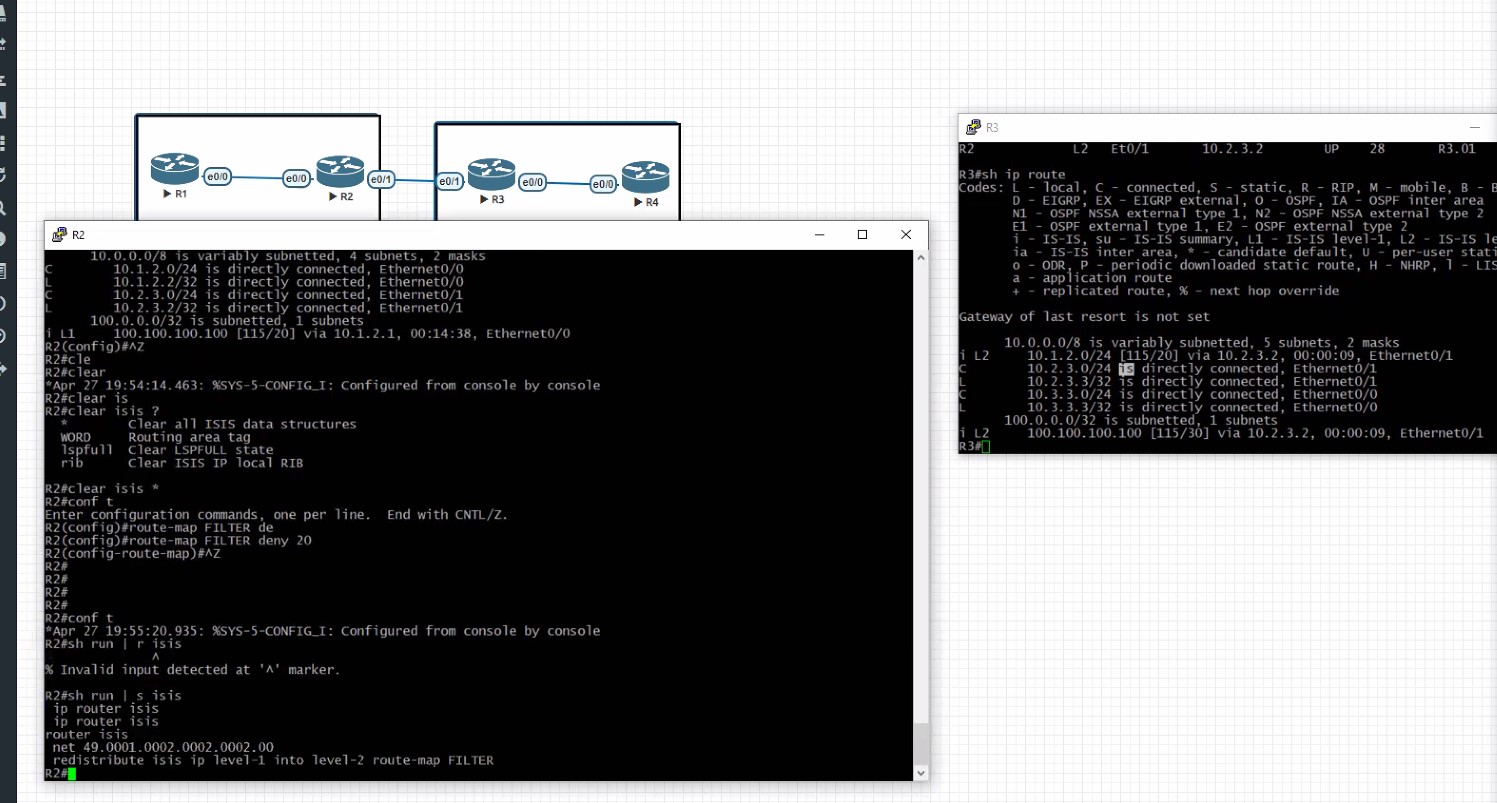 e0/0
e0/0
e0/1
e0/1
e0/0
e0/0
R1
R2
R3
R4
R2
10.0.0.0/8 is variably subnetted, 4 subnets, 2 masks
C 10.1.2.0/24 is directly connected, Ethernet0/0
L 10.1.2.2/32 is directly connected, Ethernet0/0
C 10.2.3.0/24 is directly connected, Ethernet0/1
L 10.2.3.2/32 is directly connected, Ethernet0/1
100.0.0.0/32 is subnetted, 1 subnets
i L1 100.100.100.100 [115/20] via 10.1.2.1, 00:14:38, Ethernet0/0
R2(config)#^Z
R2#cle
R2#clear
*Apr 27 19:54:14.463: %SYS-5-CONFIG_I: Configured from console by console
R2#clear is
R2#clear isis ?
* Clear all ISIS data structures
WORD Routing area tag
lspfull Clear LSPFULL state
rib Clear ISIS IP local RIB
R2#clear isis *
R2#conf t
Enter configuration commands, one per line. End with CNTL/Z.
R2(config)#route-map FILTER de
R2(config)#route-map FILTER deny 20
R2(config-route-map)#^Z
R2#
R2#
R2#
R2#
R2#conf t
*Apr 27 19:55:20.935: %SYS-5-CONFIG_I: Configured from console by console
R2#sh run | r isis
^
% Invalid input detected at '^' marker.
R2#sh run | s isis
ip router isis
ip router isis
router isis
net 49.0001.0002.0002.0002.00
redistribute isis ip level-1 into level-2 route-map FILTER
R2#
R3
R2 L2 Et0/1 10.2.3.2 UP 28 R3.01
R3#sh ip route
Codes: L - local, C - connected, S - static, R - RIP, M - mobile, B - B
D - EIGRP, EX - EIGRP external, O - OSPF, IA - OSPF inter area
N1 - OSPF NSSA external type 1, N2 - OSPF NSSA external type 2
E1 - OSPF external type 1, E2 - OSPF external type 2
i - IS-IS, su - IS-IS summary, L1 - IS-IS level-1, L2 - IS-IS le
ia - IS-IS inter area, * - candidate default, U - per-user stati
o - ODR, P - periodic downloaded static route, H - NHRP, l - LIS
a - application route
+ - replicated route, % - next hop override
Gateway of last resort is not set
10.0.0.0/8 is variably subnetted, 5 subnets, 2 masks
i L2 10.1.2.0/24 [115/20] via 10.2.3.2, 00:00:09, Ethernet0/1
C 10.2.3.0/24 is directly connected, Ethernet0/1
L 10.2.3.3/32 is directly connected, Ethernet0/1
C 10.3.3.0/24 is directly connected, Ethernet0/0
L 10.3.3.3/32 is directly connected, Ethernet0/0
100.0.0.0/32 is subnetted, 1 subnets
i L2 100.100.100.100 [115/30] via 10.2.3.2, 00:00:09, Ethernet0/1
R3#